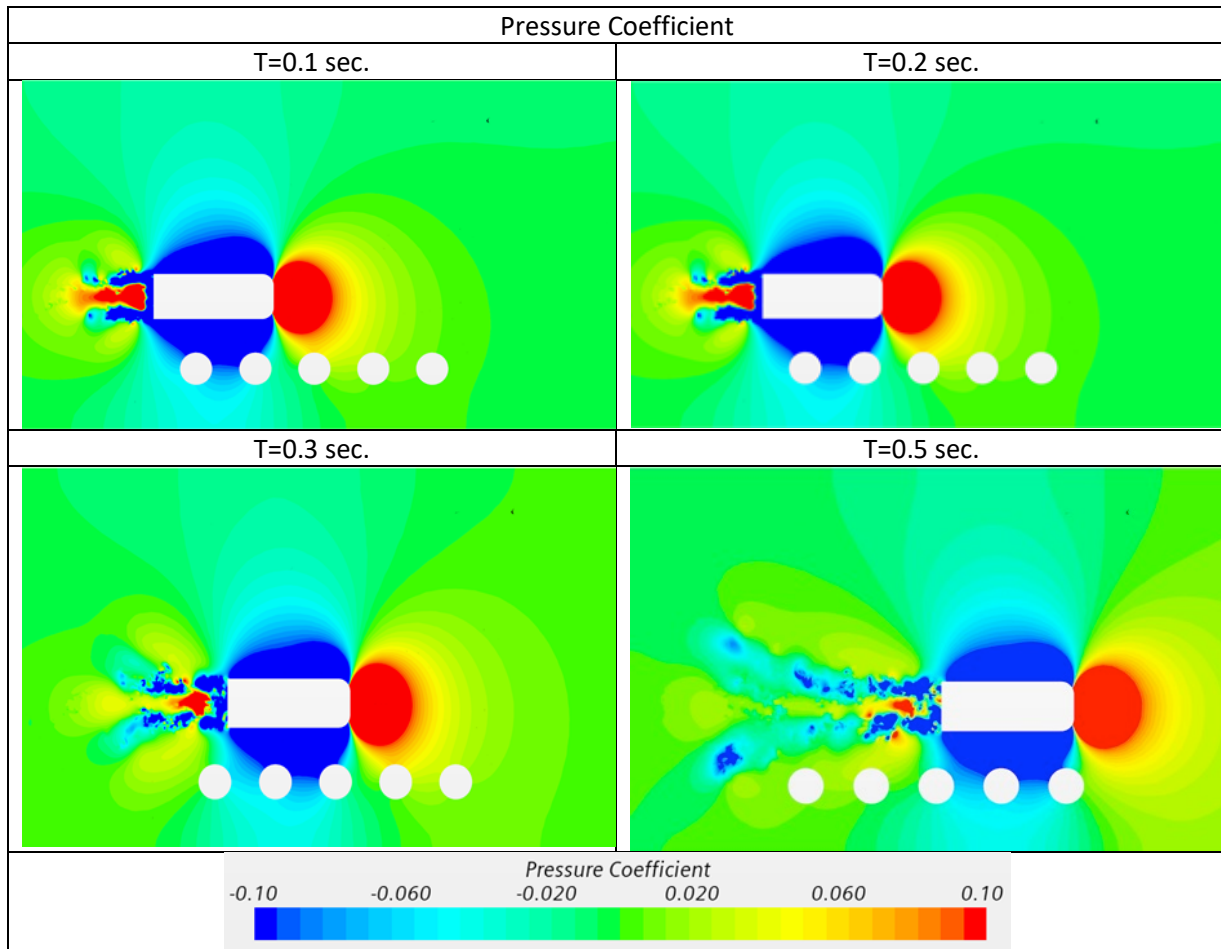 Pressure Coefficient
T=0.1 sec.
T=0.2 sec.
T=0.3 sec.
T=0.5 sec.
Pressure Coefficient
-0.10 -0.060 -0.020 0.020 0.060 0.10